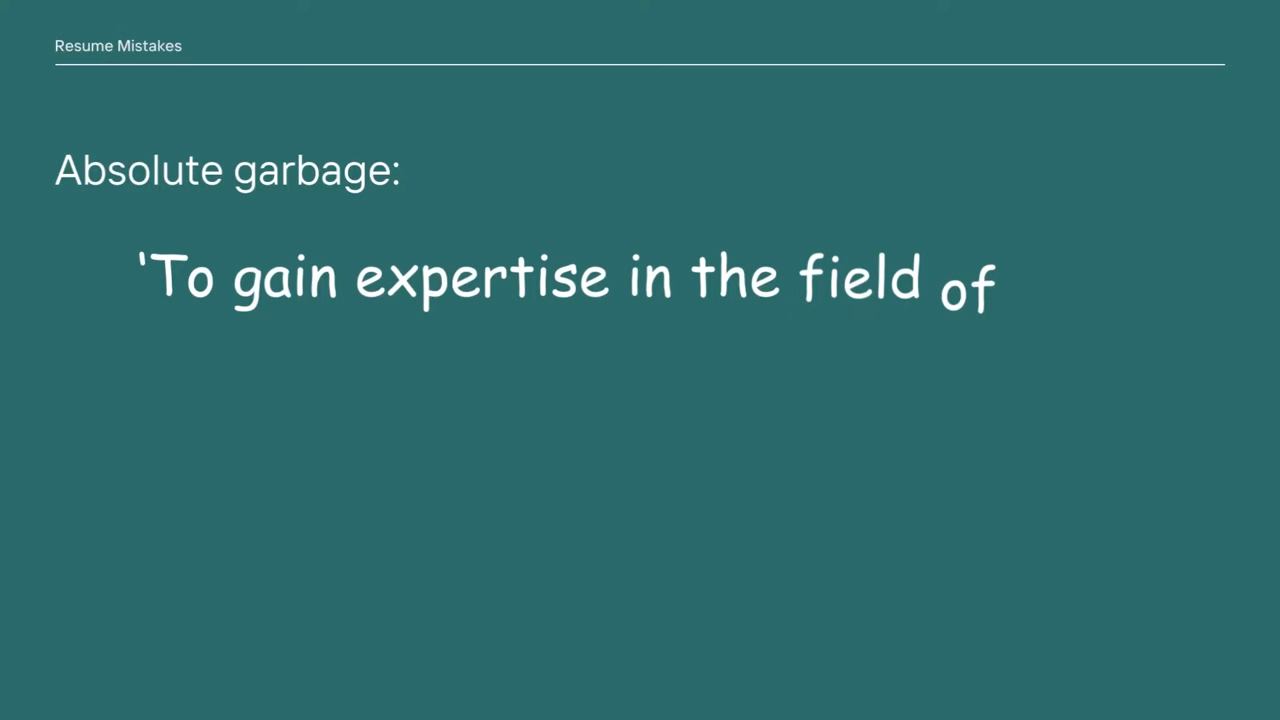 Resume Mistakes
Absolute garbage:
'To gain expertise in the field of